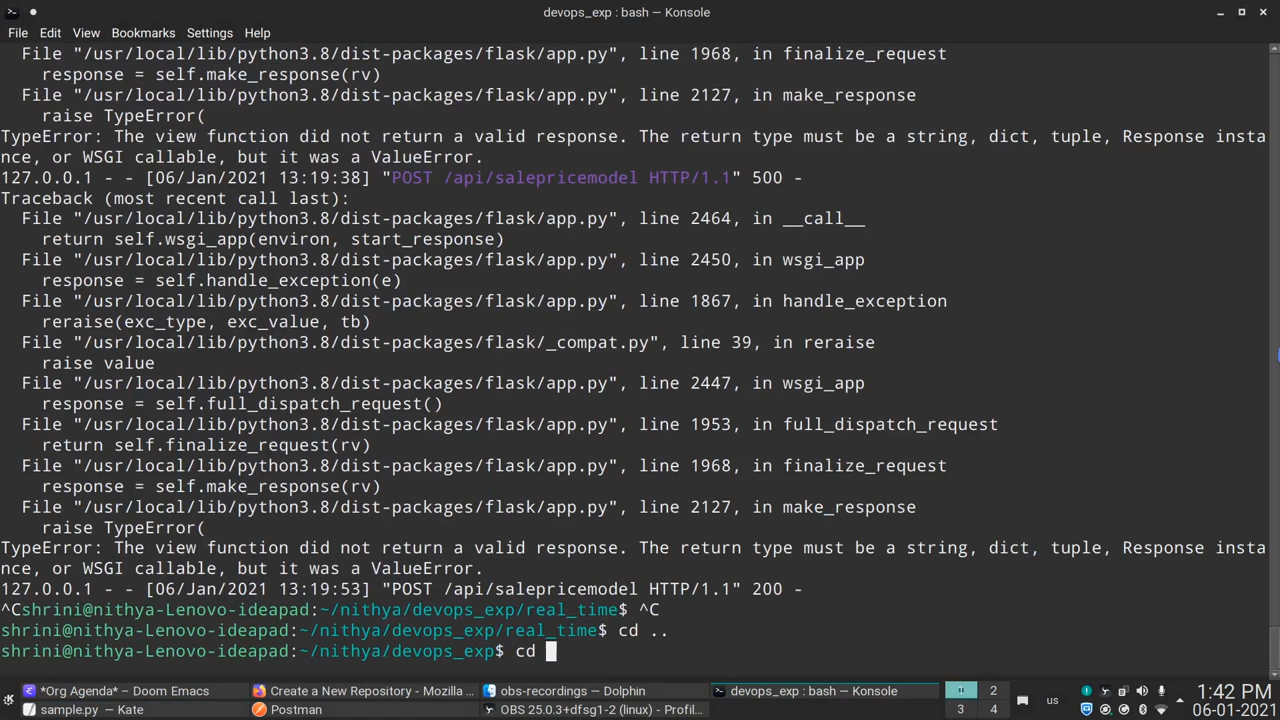 devops_exp : bash — Konsole
File Edit View Bookmarks Settings Help
File "/usr/local/lib/python3.8/dist-packages/flask/app.py", line 1968, in finalize_request
response = self.make_response(rv)
File "/usr/local/lib/python3.8/dist-packages/flask/app.py", line 2127, in make_response
raise TypeError(
TypeError: The view function did not return a valid response. The return type must be a string, dict, tuple, Response insta
nce, or WSGI callable, but it was a ValueError.
127.0.0.1 - - [06/Jan/2021 13:19:38] "POST /api/salepricemodel HTTP/1.1" 500 -
Traceback (most recent call last):
File "/usr/local/lib/python3.8/dist-packages/flask/app.py", line 2464, in __call__
return self.wsgi_app(environ, start_response)
File "/usr/local/lib/python3.8/dist-packages/flask/app.py", line 2450, in wsgi_app
response = self.handle_exception(e)
File "/usr/local/lib/python3.8/dist-packages/flask/app.py", line 1867, in handle_exception
reraise(exc_type, exc_value, tb)
File "/usr/local/lib/python3.8/dist-packages/flask/_compat.py", line 39, in reraise
raise value
File "/usr/local/lib/python3.8/dist-packages/flask/app.py", line 2447, in wsgi_app
response = self.full_dispatch_request()
File "/usr/local/lib/python3.8/dist-packages/flask/app.py", line 1953, in full_dispatch_request
return self.finalize_request(rv)
File "/usr/local/lib/python3.8/dist-packages/flask/app.py", line 1968, in finalize_request
response = self.make_response(rv)
File "/usr/local/lib/python3.8/dist-packages/flask/app.py", line 2127, in make_response
raise TypeError(
TypeError: The view function did not return a valid response. The return type must be a string, dict, tuple, Response insta
nce, or WSGI callable, but it was a ValueError.
127.0.0.1 - - [06/Jan/2021 13:19:53] "POST /api/salepricemodel HTTP/1.1" 200 -
^Cshrini@nithya-Lenovo-ideapad:~/nithya/devops_exp/real_time$ ^C
shrini@nithya-Lenovo-ideapad:~/nithya/devops_exp/real_time$ cd ..
shrini@nithya-Lenovo-ideapad:~/nithya/devops_exp$ cd
*Org Agenda* – Doom Emacs
Create a New Repository - Mozilla ...
obs-recordings — Dolphin
devops_exp : bash — Konsole
2
us
1:42 PM
sample.py — Kate
Postman
OBS 25.0.3+dfsg1-2 (linux) - Profil...
3 4
06-01-2021